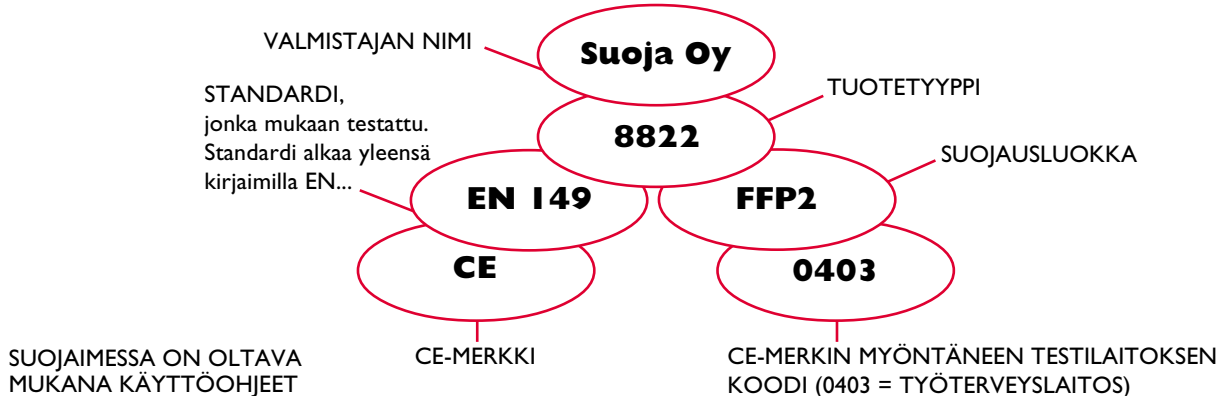 VALMISTAJAN NIMI
Suoja Oy
STANDARDI,
jonka mukaan testattu.
Standardi alkaa yleensä
kirjaimilla EN...
TUOTETYYPPI
8822
SUOJAUSLUOKKA
EN 149
FFP2
CE
0403
SUOJAIMESSA ON OLTAVA
MUKANA KÄYTTÖOHJEET
CE-MERKKI
CE-MERKIN MYÖNTÄNEEN TESTILAITOKSEN
KOODI (0403 = TYÖTERVEYSLAITOS)